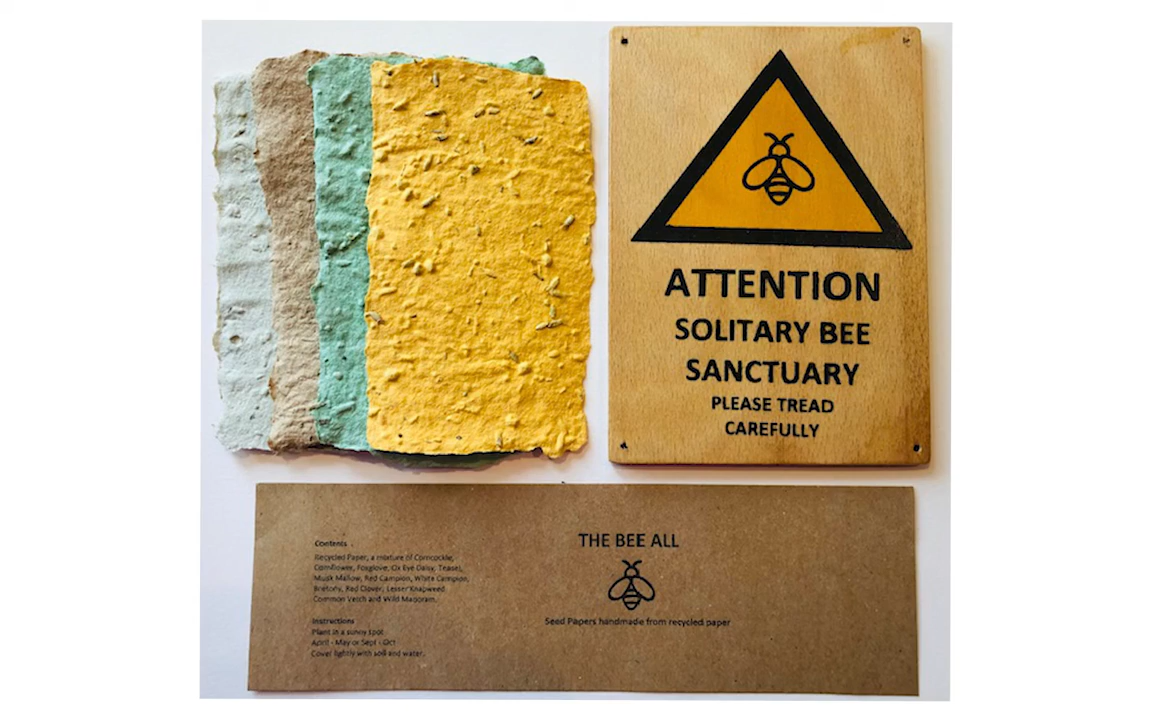 ATTENTION
SOLITARY BEE
SANCTUARY
PLEASE TREAD
CAREFULLY
Contents
Recycled Paper, a mixture of Corncockle,
Cornflower, Foxglove, Ox Eye Daisy, Teasel,
Musk Mallow, Red Campion, White Campion,
Bretony, Red Clover, Lesser Knapweed
Common Vetch and Wild Marjoram.
Instructions
Plant in a sunny spot
April - May or Sept - Oct
Cover lightly with soil and water.
THE BEE ALL
Seed Papers handmade from recycled paper